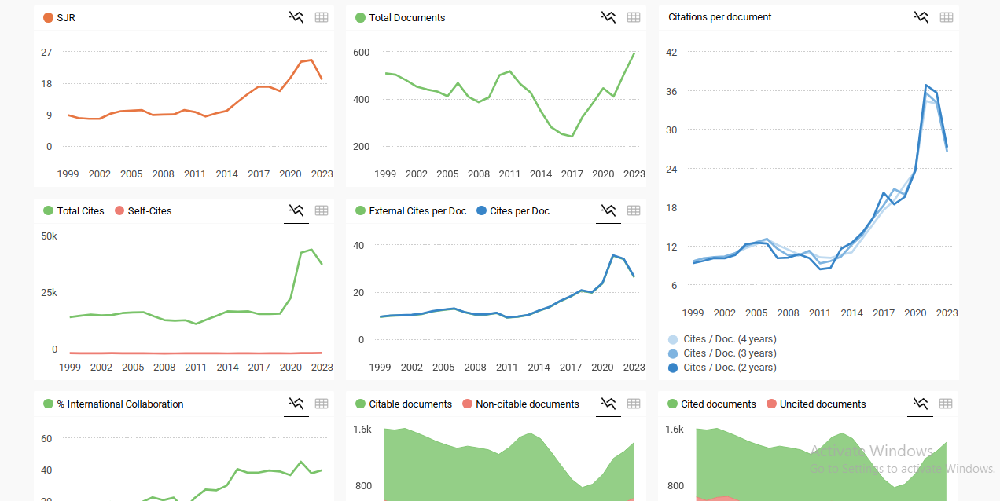 SJR
27
18
9
0
1999 2002 2005 2008 2011 2014 2017 2020 2023
Total Documents
600
400
200
1999 2002 2005 2008 2011 2014 2017 2020 2023
Citations per document
42
36
30
24
18
12
6
1999 2002 2005 2008 2011 2014 2017 2020 2023
Cites / Doc. (4 years)
Cites / Doc. (3 years)
Cites / Doc. (2 years)
Total Cites Self-Cites
50k
25k
0
1999 2002 2005 2008 2011 2014 2017 2020 2023
External Cites per Doc Cites per Doc
40
20
0
1999 2002 2005 2008 2011 2014 2017 2020 2023
% International Collaboration
60
40
20
Citable documents Non-citable documents
1.6k
800
Cited documents Uncited documents
1.6k
800
Activate Windows
Go to Settings to activate Windows.